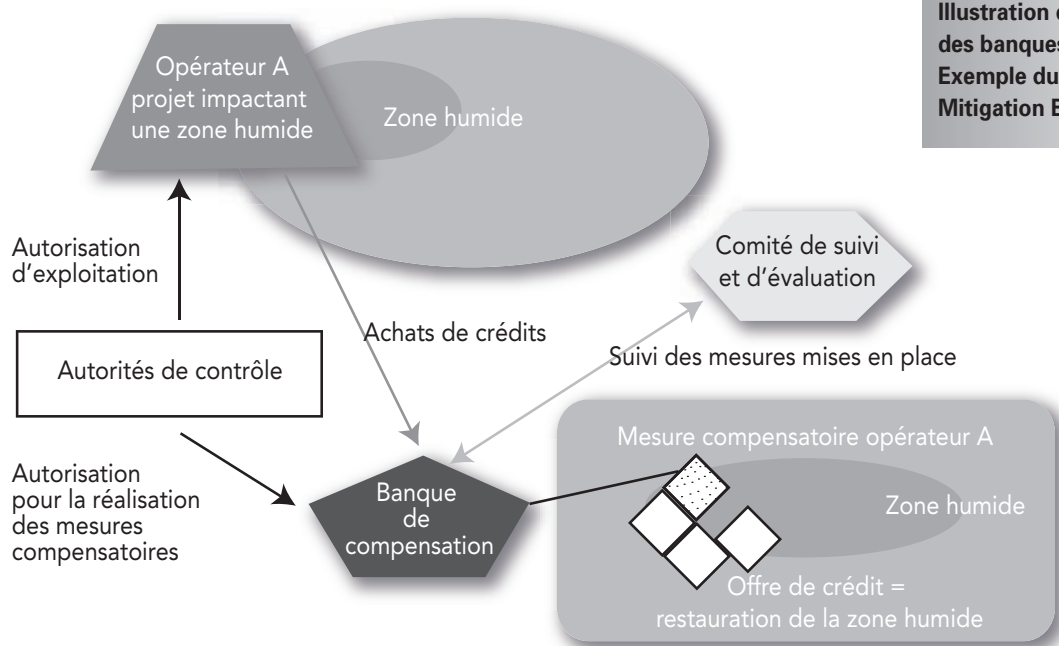 Illustration
des banques
Exemple du
Mitigation
Opérateur A
projet impactant
une zone humide
Zone humide
Autorisation
d'exploitation
Comité de suivi
et d'évaluation
Achats de crédits
Suivi des mesures mises en place
Autorités de contrôle
Autorisation
pour la réalisation
des mesures
compensatoires
Banque
de
compensation
Mesure compensatoire opérateur A
Zone humide
Offre de crédit =
restauration de la zone humide